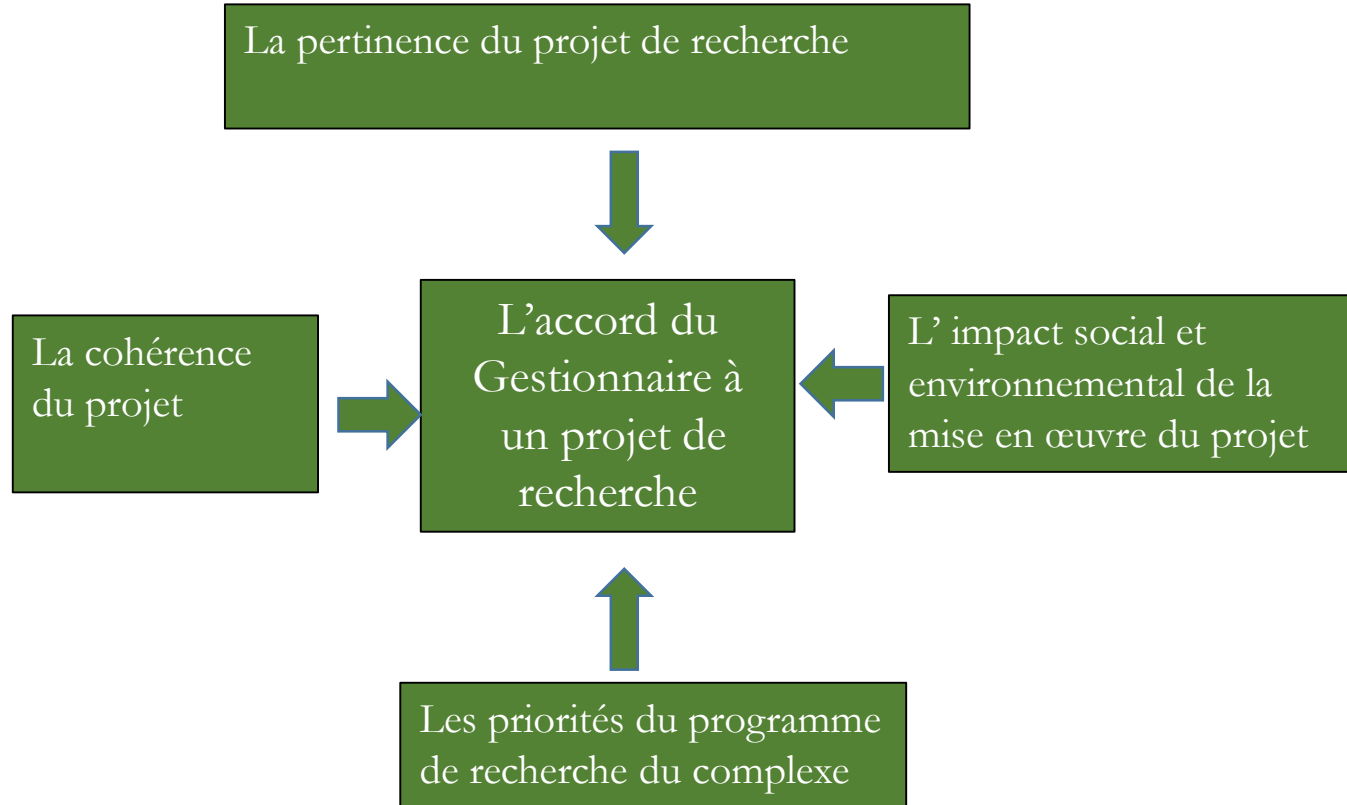 La pertinence du projet de recherche
La cohérence
du projet
L’accord du
Gestionnaire à
un projet de
recherche
L’ impact social et
environnemental de la
mise en œuvre du projet
Les priorités du programme
de recherche du complexe